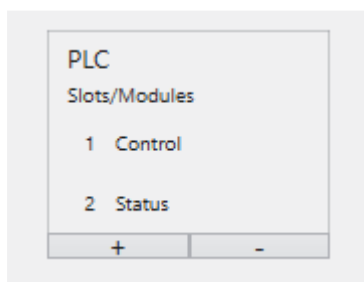 PLC
Slots/Modules
1 Control
2 Status
+ -